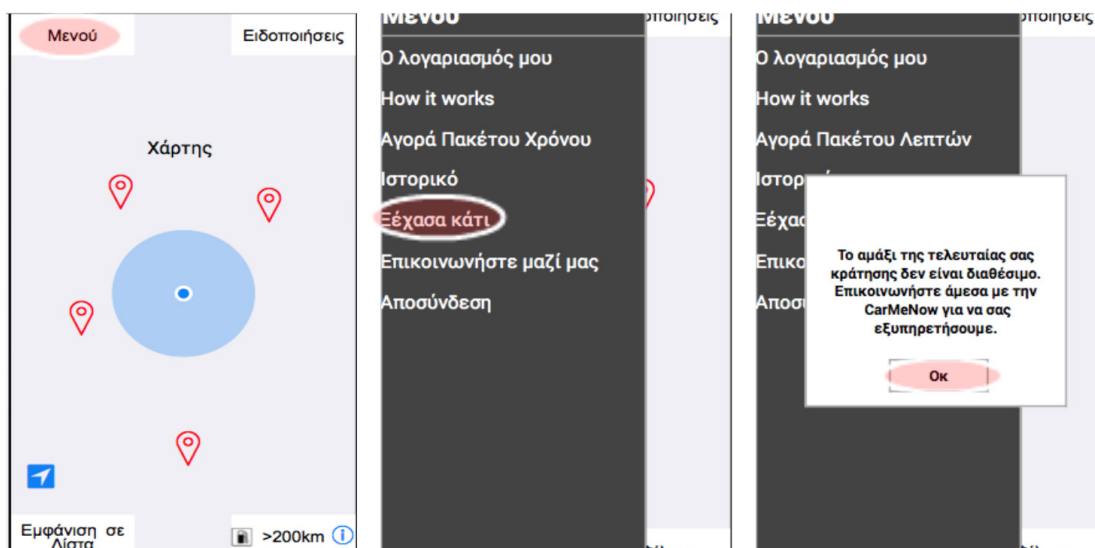 Μενού
Ειδοποιήσεις
Χάρτης
Εμφάνιση σε
Λίστα
>200km
Μενού
Ο λογαριασμός μου
How it works
Αγορά Πακέτου Χρόνου
Ιστορικό
Ξέχασα κάτι
Επικοινωνήστε μαζί μας
Αποσύνδεση
Μενού
Ο λογαριασμός μου
How it works
Αγορά Πακέτου Λεπτών
Το αμάξι της τελευταίας σας
κράτησης δεν είναι διαθέσιμο.
Επικοινωνήστε άμεσα με την
CarMeNow για να σας
εξυπηρετήσουμε.
Οκ